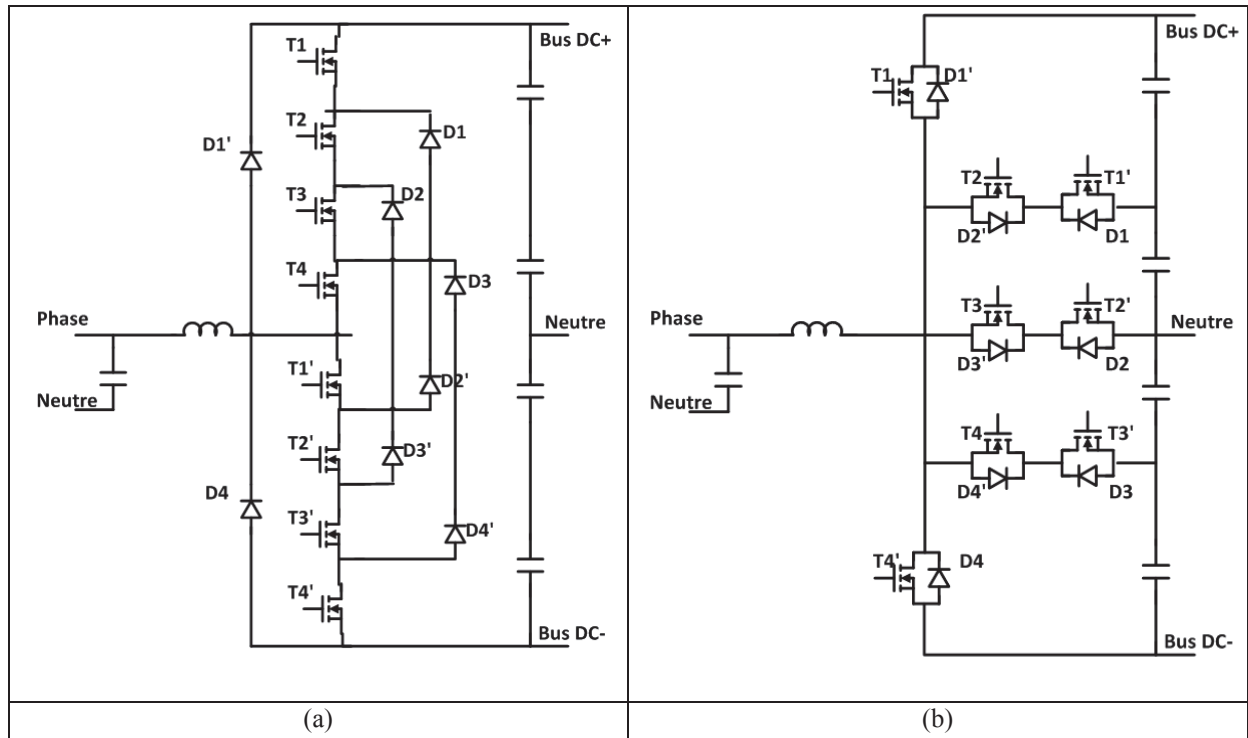 Bus DC+
T1
T2
D1
D1'
T3
D2
T4
D3
Phase
Neutre
Neutre
T1'
D2'
T2'
D3'
D4
T3'
D4'
T4'
Bus DC-
(a)
Bus DC+
T1
D1'
T2
T1'
D2'
D1
Phase
T3
T2'
Neutre
D3'
D2
Neutre
T4
T3'
D4'
D3
T4'
D4
Bus DC-
(b)